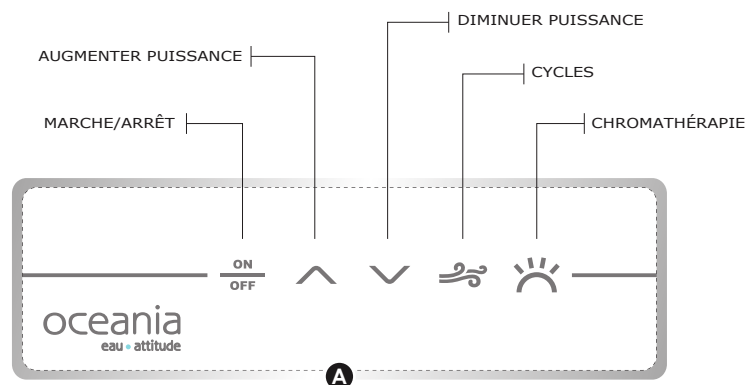 DIMINUER PUISSANCE
AUGMENTER PUISSANCE
CYCLES
MARCHE/ARRÊT
CHROMATHÉRAPIE
ON
OFF
oceania
eau • attitude
A